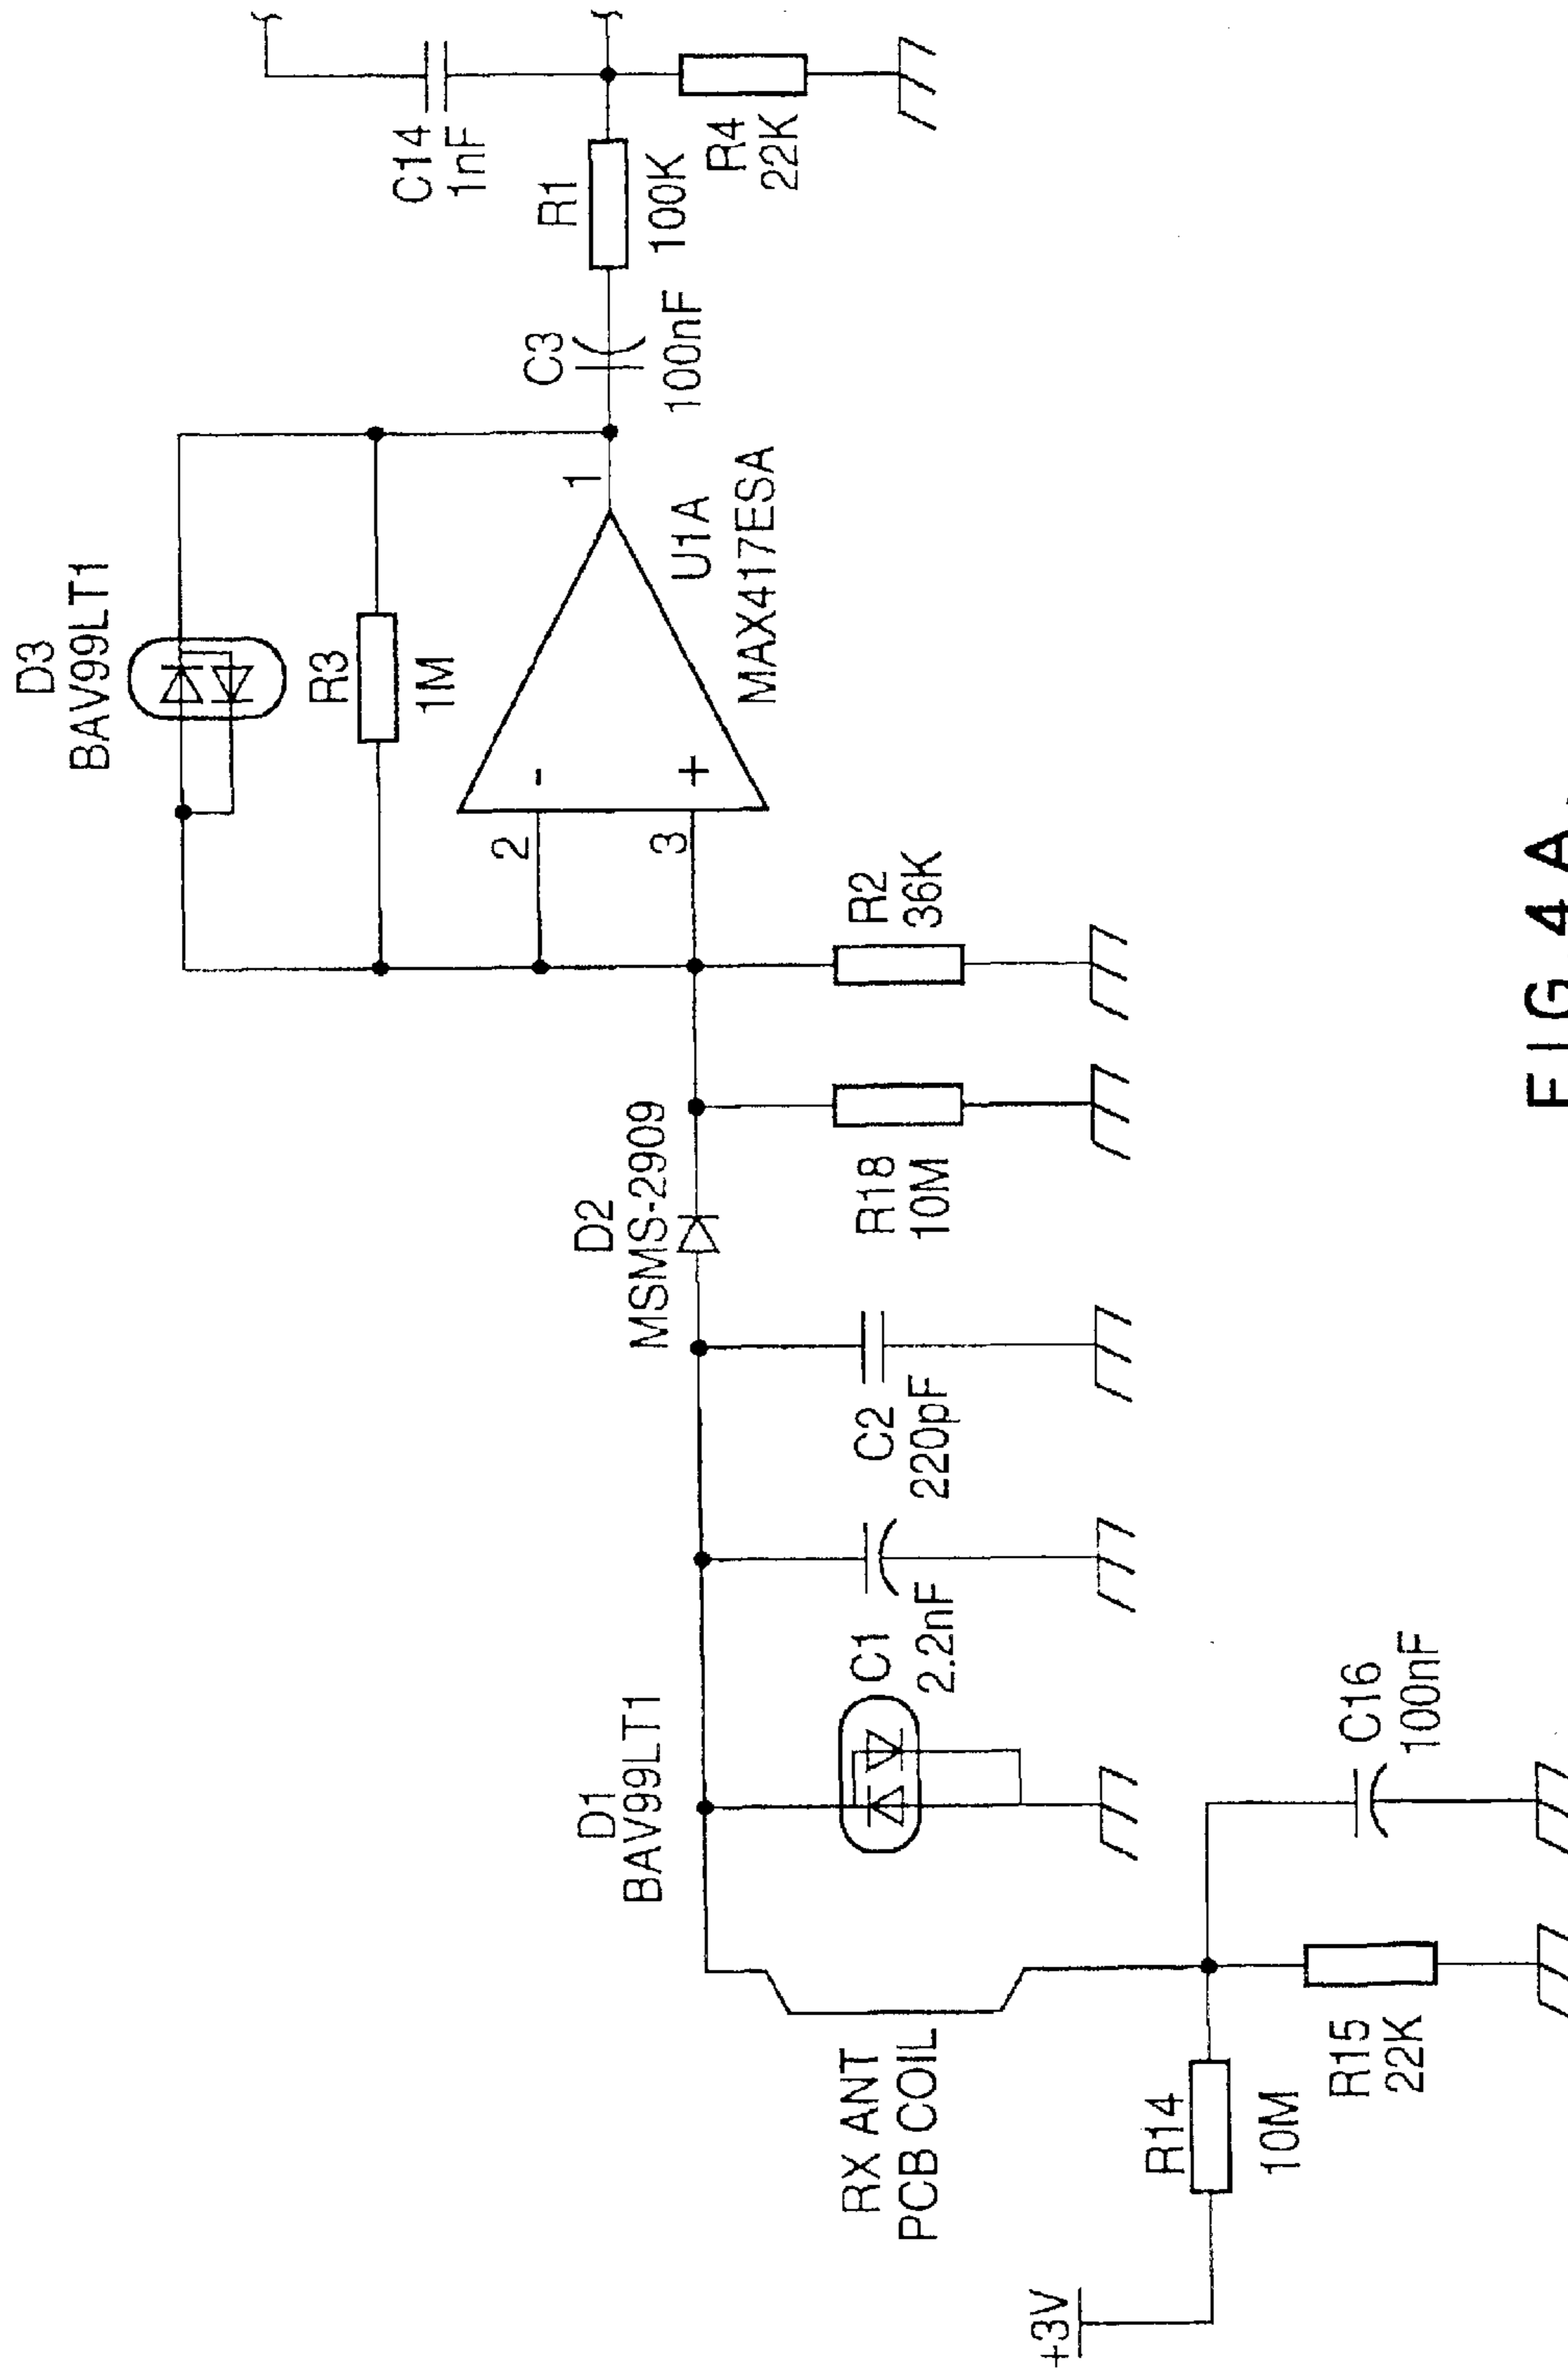 D3
BAV99LT1
R3
1M
C14
1nF
R1
100K
R4
22K
C3
100nF
1
U1A
MAX417ESA
-
+
2
3
R2
36K
D2
MSMS-2909
R18
10M
C2
220pF
C1
2.2nF
D1
BAV99LT1
C16
100nF
RX ANT
PCB COIL
R14
10M
R15
22K
+3V
FIG. 4A.